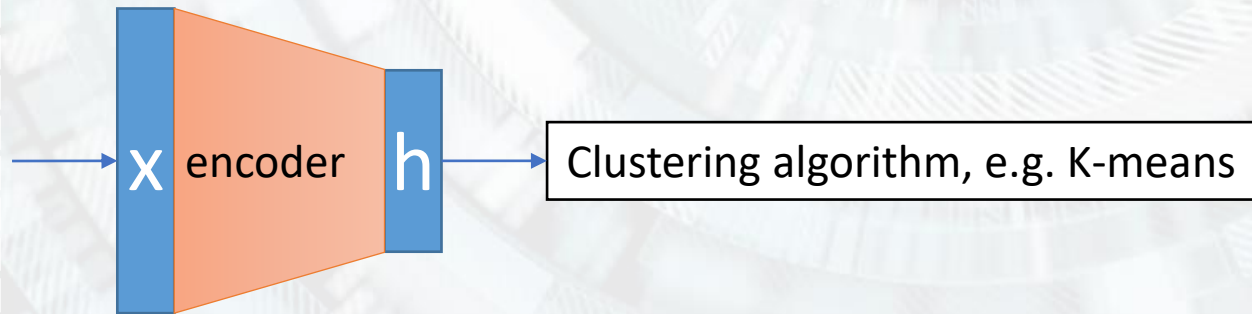 x encoder h Clustering algorithm, e.g. K-means